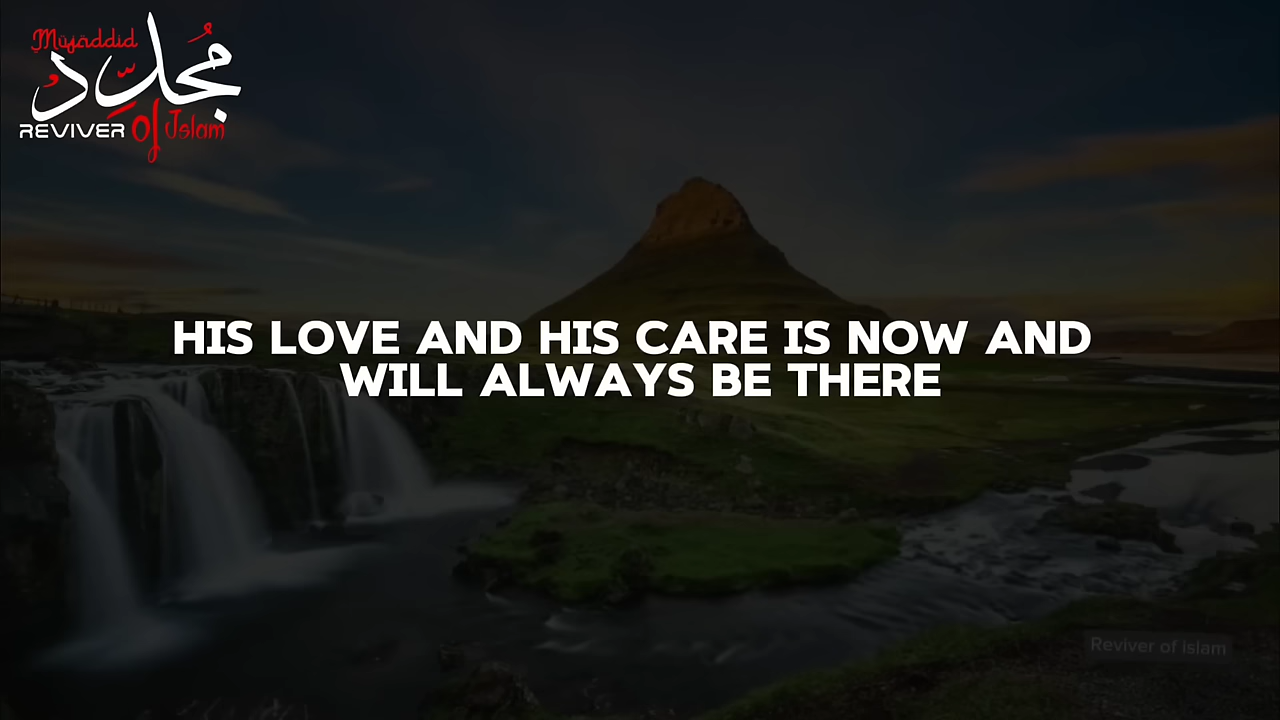 Mujaddid
مُجَدِّد
REVIVER of Islam
HIS LOVE AND HIS CARE IS NOW AND
WILL ALWAYS BE THERE
Reviver of islam